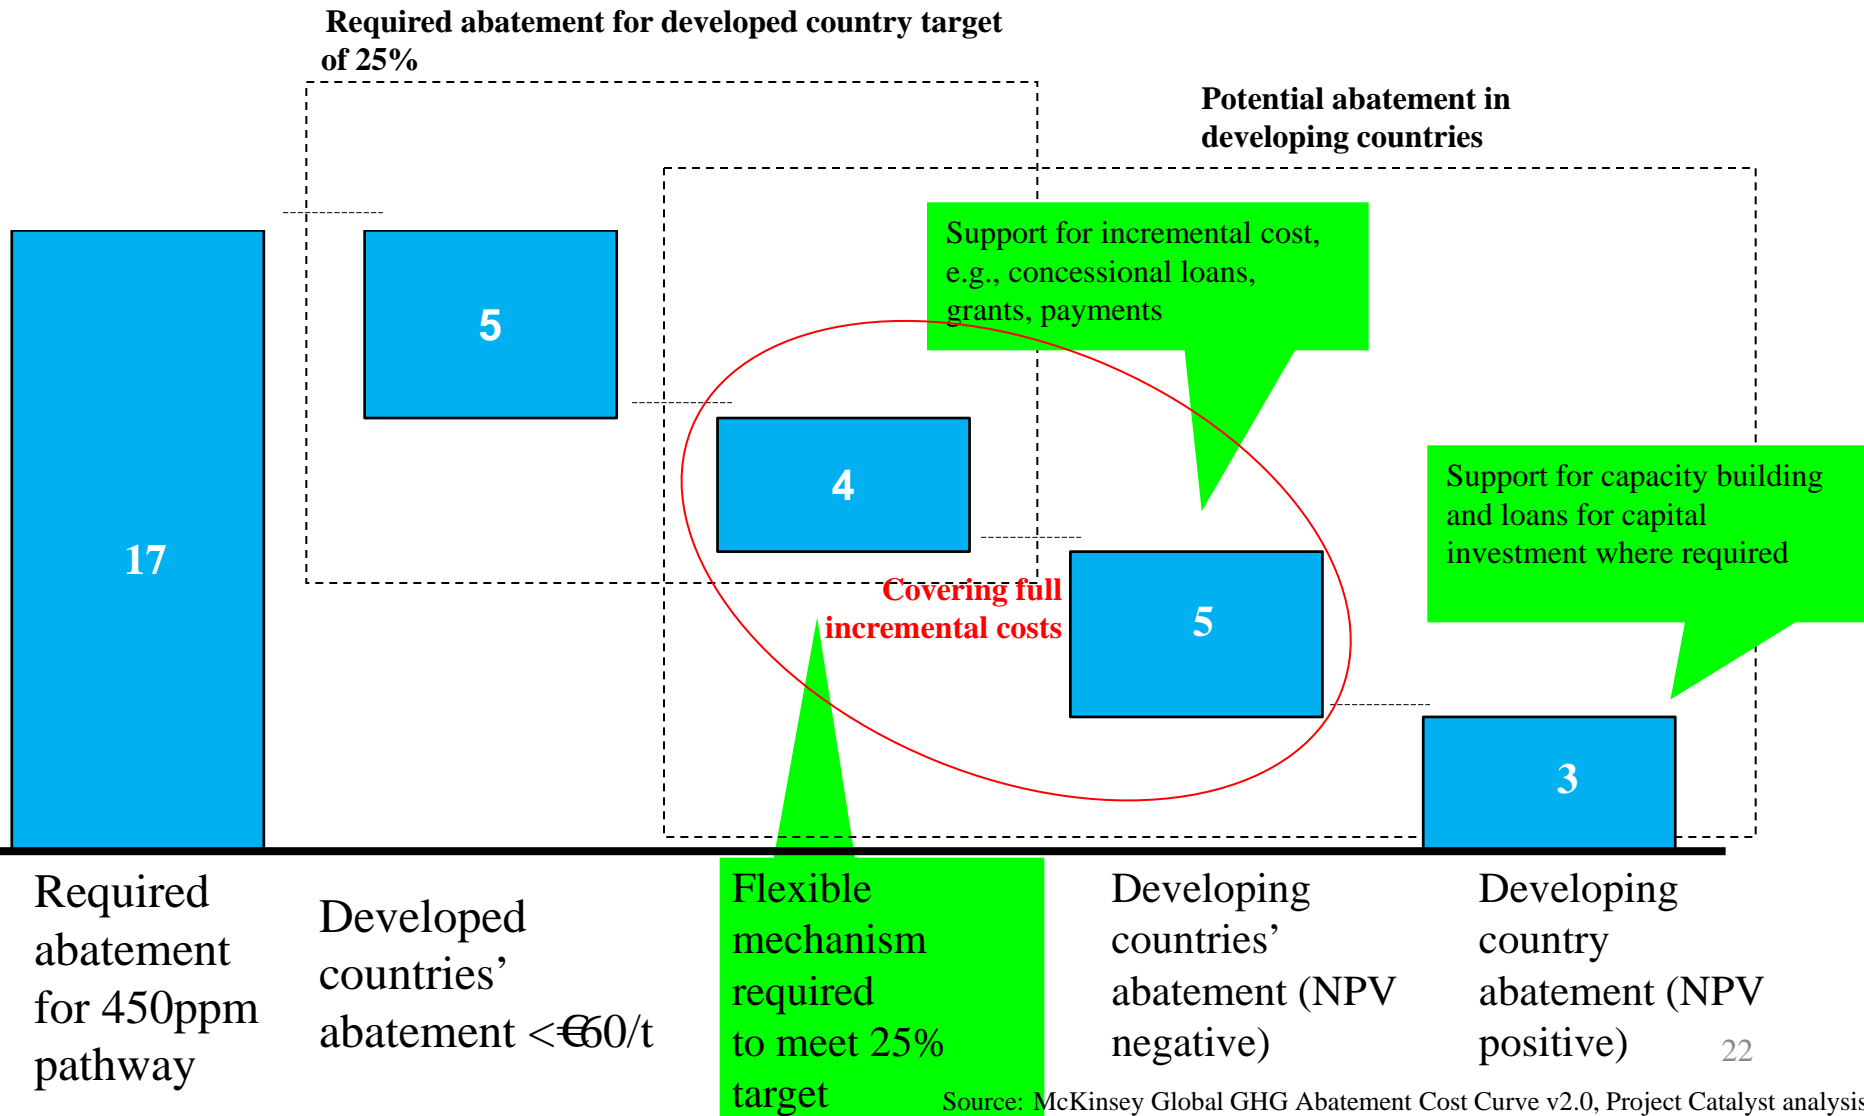 Required abatement for developed country target
of 25%
Potential abatement in
developing countries
Support for incremental cost,
e.g., concessional loans,
grants, payments
5
4
Support for capacity building
and loans for capital
investment where required
17
Covering full
incremental costs
5
3
Required
abatement
for 450ppm
pathway
Developed
countries’
abatement <€60/t
Flexible
mechanism
required
to meet 25%
target
Developing
countries’
abatement (NPV
negative)
Developing
country
abatement (NPV
positive)
22
Source: McKinsey Global GHG Abatement Cost Curve v2.0, Project Catalyst analysis